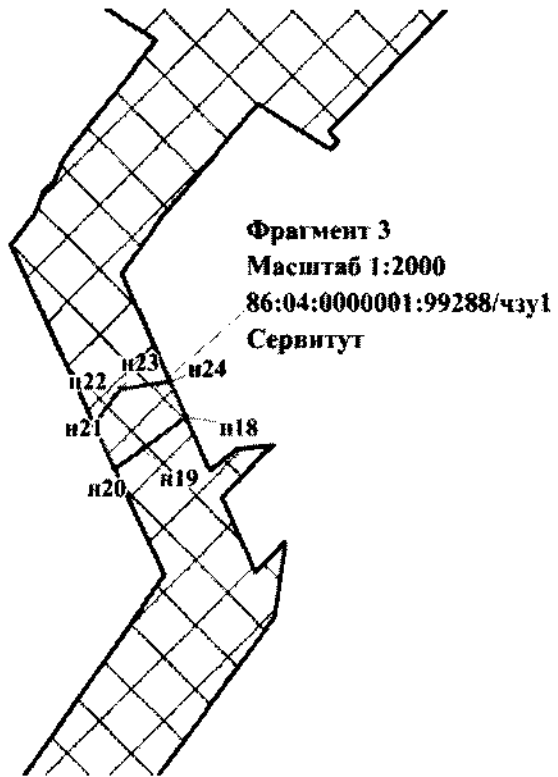 Фрагмент 3
Масштаб 1:2000
86:04:0000001:99288/чзу1
Сервитут
н23
н22
н24
н21
н18
н19
н20